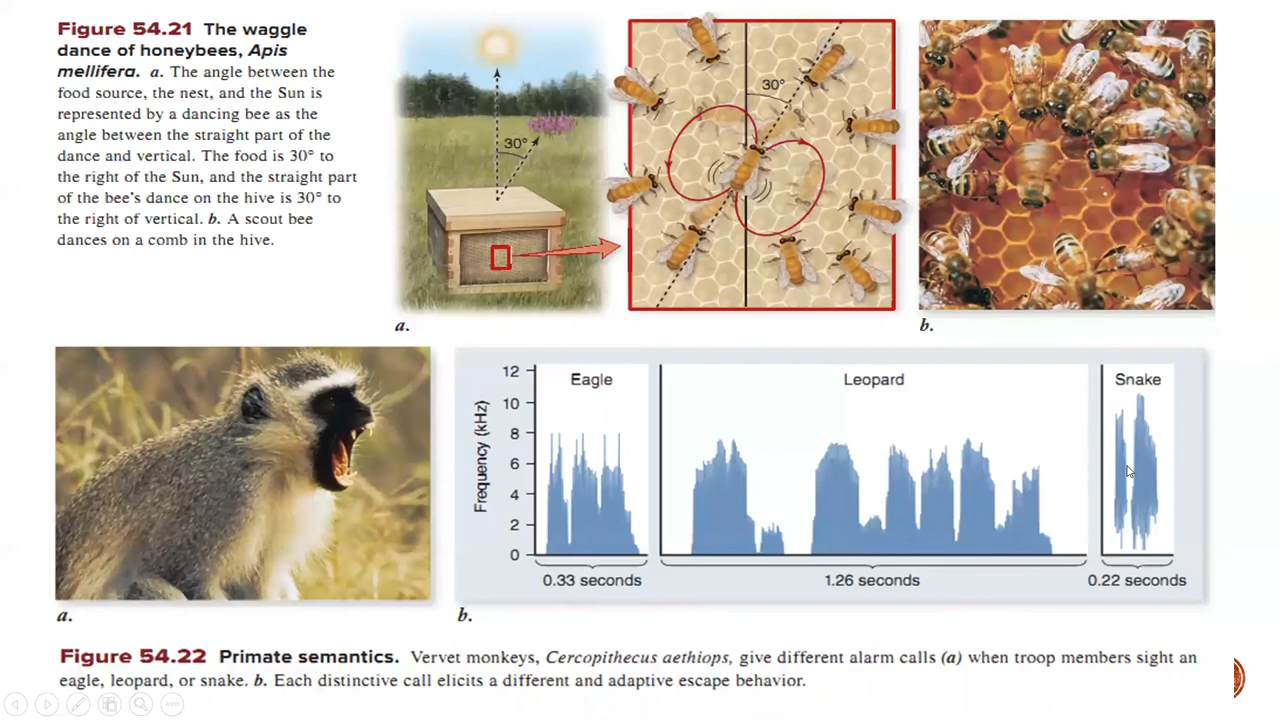 Figure 54.21 The waggle
dance of honeybees, Apis
mellifera. a. The angle between the
food source, the nest, and the Sun is
represented by a dancing bee as the
angle between the straight part of the
dance and vertical. The food is 30° to
the right of the Sun, and the straight part
of the bee's dance on the hive is 30° to
the right of vertical. b. A scout bee
dances on a comb in the hive.
30°
30°
a.
b.
12
10
8
6
4
2
0
Frequency (kHz)
Eagle
Leopard
Snake
0.33 seconds
1.26 seconds
0.22 seconds
a.
b.
Figure 54.22 Primate semantics. Vervet monkeys, Cercopithecus aethiops, give different alarm calls (a) when troop members sight an
eagle, leopard, or snake. b. Each distinctive call elicits a different and adaptive escape behavior.